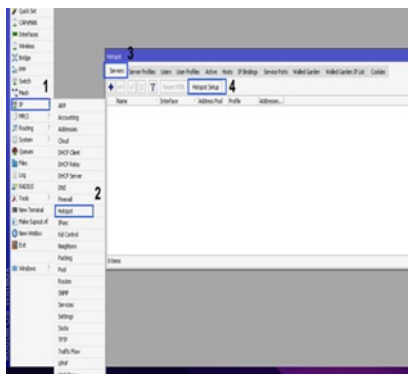 Quick Set
CAPsMAN
Interfaces
Wireless
Bridge
PPP
Switch
Mesh
1
IP
MPLS
Routing
System
Queues
Files
Log
RADIUS
Tools
New Terminal
Make Supout.rif
New WinBox
Exit
Windows
ARP
Accounting
Addresses
Cloud
DHCP Client
DHCP Relay
DHCP Server
DNS
2
Firewall
Hotspot
IPsec
Kid Control
Neighbors
Packing
Pool
Routes
SNMP
Services
Settings
Socks
TFTP
Traffic Flow
UPnP
Hotspot
3
Servers Server Profiles Users User Profiles Active Hosts IP Bindings Service Ports Walled Garden Walled Garden IP List Cookies
Reset HTML Hotspot Setup 4
Name Interface Address Pool Profile Addresses...
0 items